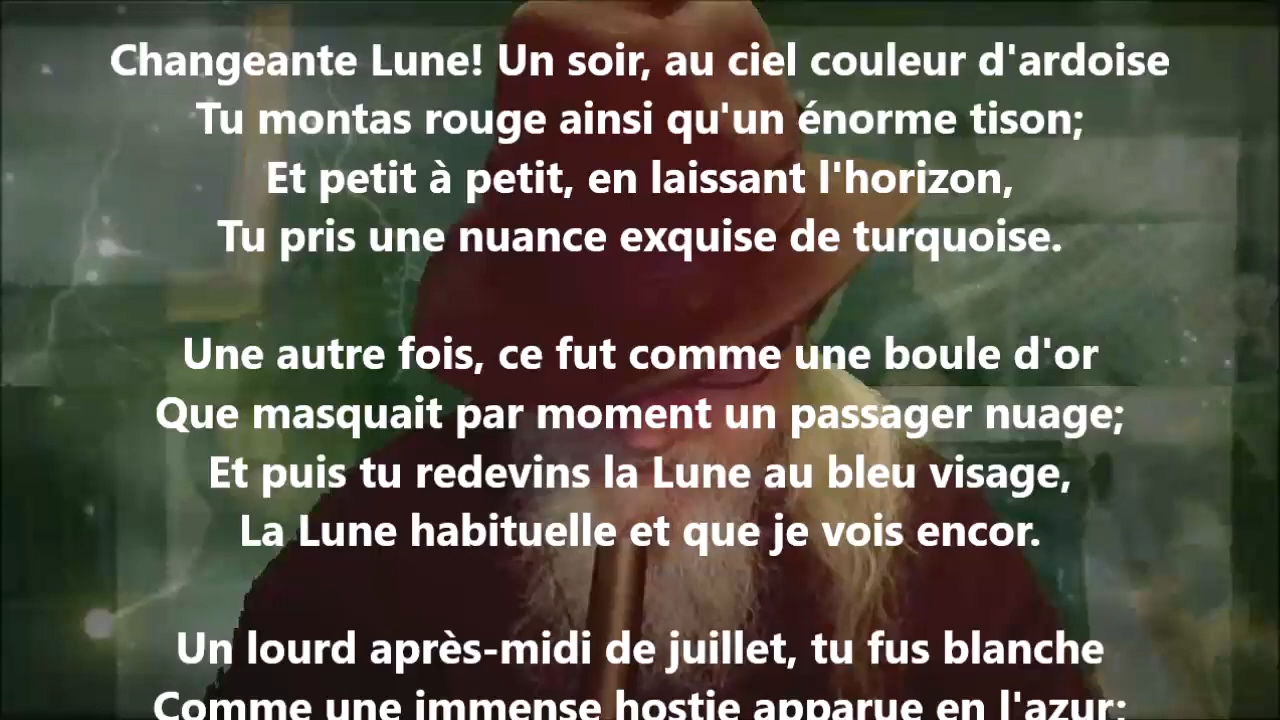 Changeante Lune! Un soir, au ciel couleur d'ardoise
Tu montas rouge ainsi qu'un énorme tison;
Et petit à petit, en laissant l'horizon,
Tu pris une nuance exquise de turquoise.
Une autre fois, ce fut comme une boule d'or
Que masquait par moment un passager nuage;
Et puis tu redevins la Lune au bleu visage,
La Lune habituelle et que je vois encor.
Un lourd après-midi de juillet, tu fus blanche
Comme une immense hostie apparue en l'azur;